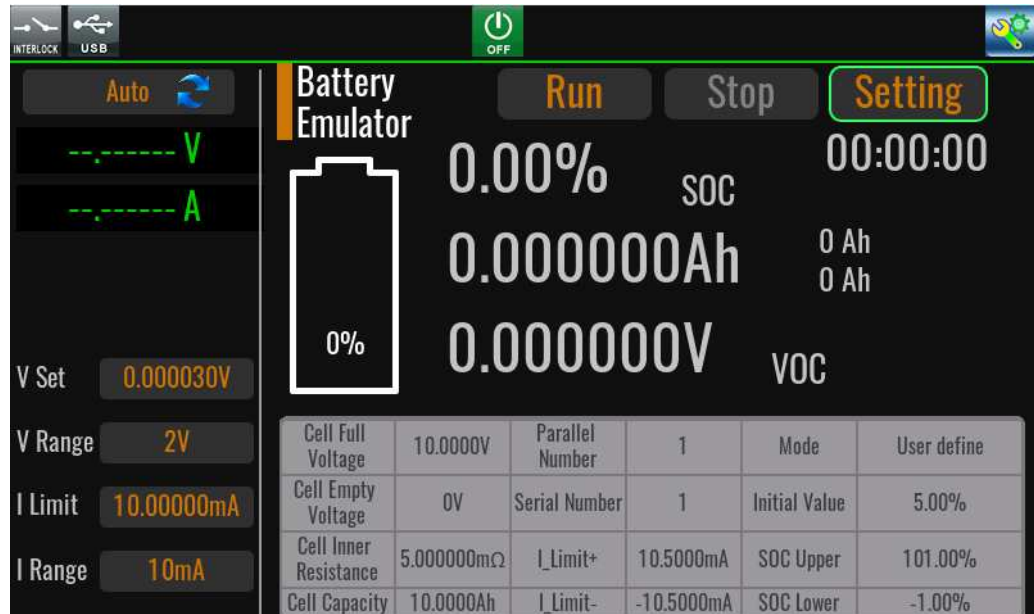 INTERLOCK USB OFF
Auto
Battery
Emulator
Run Stop Setting
--.------ V
--.------ A
0.00% SOC 00:00:00
0.000000Ah
0 Ah
0 Ah
0%
0.000000V VOC
V Set 0.000030V
V Range 2V
I Limit 10.00000mA
I Range 10mA
Cell Full
Voltage
10.0000V
Parallel
Number
1 Mode User define
Cell Empty
Voltage
0V Serial Number 1 Initial Value 5.00%
Cell Inner
Resistance
5.000000mΩ I_Limit+ 10.5000mA SOC Upper 101.00%
Cell Capacity 10.0000Ah I_Limit- -10.5000mA SOC Lower -1.00%